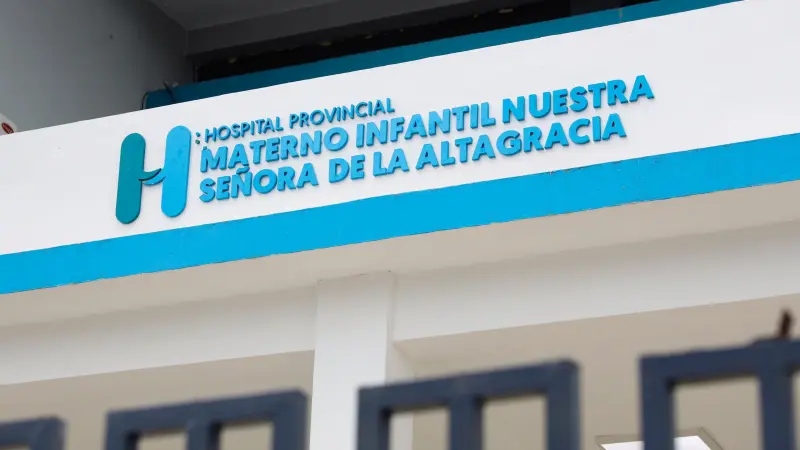 HOSPITAL PROVINCIAL
MATERNO INFANTIL NUESTRA
SEÑORA DE LA ALTAGRACIA